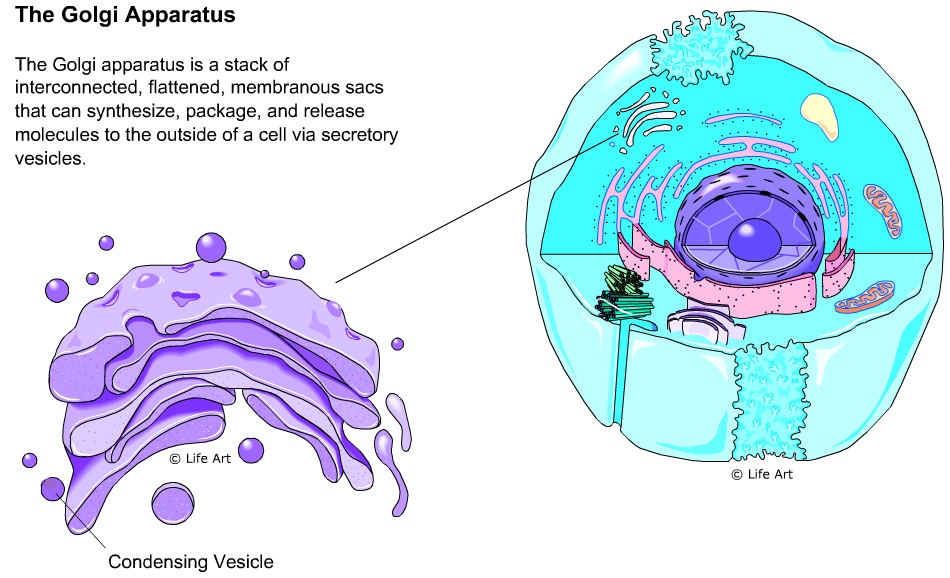 The Golgi Apparatus
The Golgi apparatus is a stack of
interconnected, flattened, membranous sacs
that can synthesize, package, and release
molecules to the outside of a cell via secretory
vesicles.
© Life Art
© Life Art
Condensing Vesicle